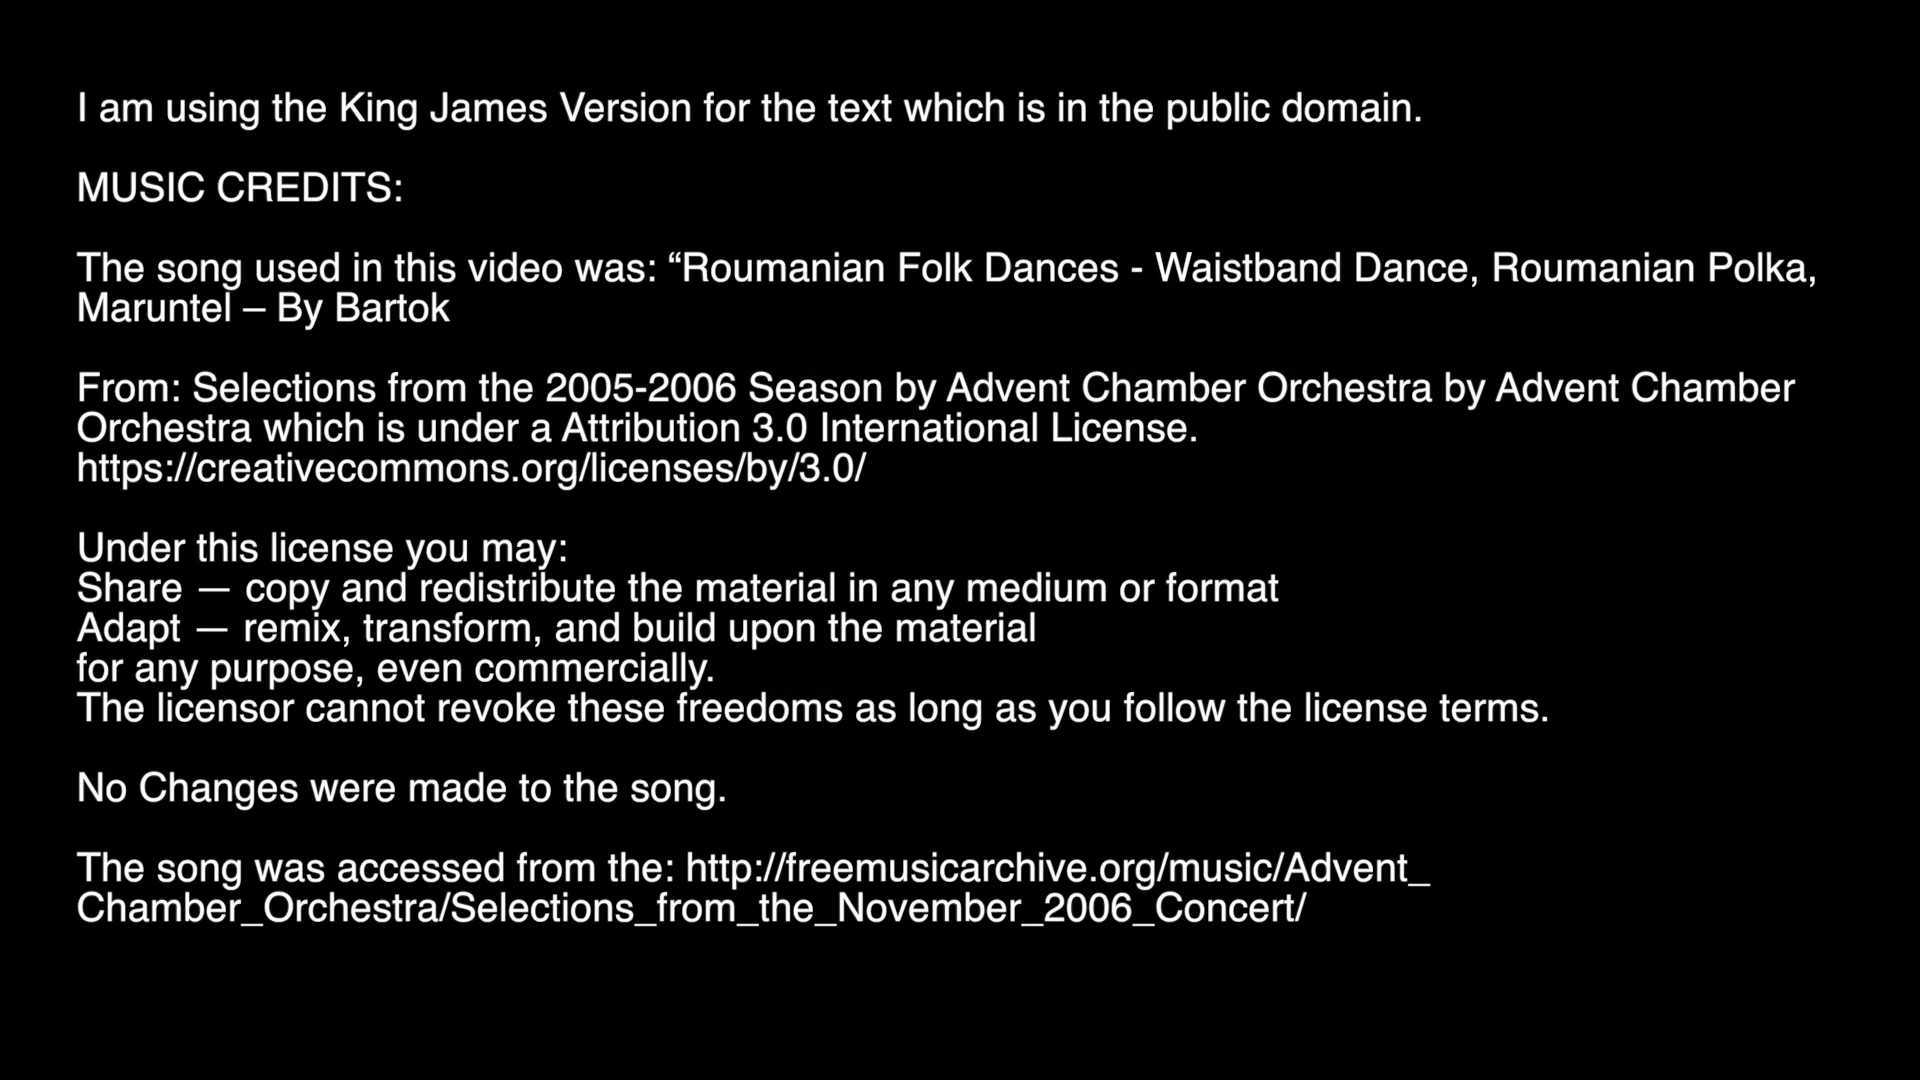 I am using the King James Version for the text which is in the public domain.
MUSIC CREDITS:
The song used in this video was: “Roumanian Folk Dances - Waistband Dance, Roumanian Polka,
Maruntel – By Bartok
From: Selections from the 2005-2006 Season by Advent Chamber Orchestra by Advent Chamber
Orchestra which is under a Attribution 3.0 International License.
https://creativecommons.org/licenses/by/3.0/
Under this license you may:
Share — copy and redistribute the material in any medium or format
Adapt — remix, transform, and build upon the material
for any purpose, even commercially.
The licensor cannot revoke these freedoms as long as you follow the license terms.
No Changes were made to the song.
The song was accessed from the: http://freemusicarchive.org/music/Advent_
Chamber_Orchestra/Selections_from_the_November_2006_Concert/